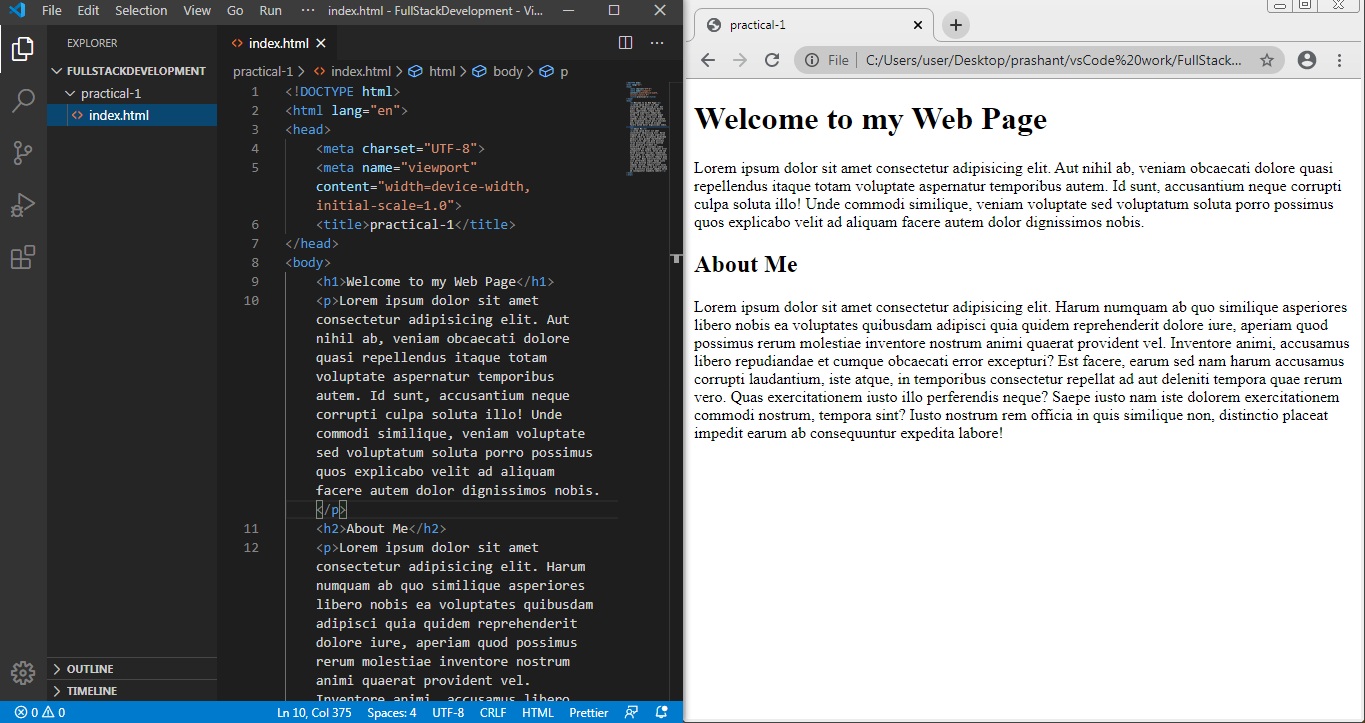 File Edit Selection View Go Run ··· index.html - FullStackDevelopment - Vi...
EXPLORER
FULLSTACKDEVELOPMENT
practical-1
index.html
OUTLINE
TIMELINE
index.html
practical-1 > index.html > html > body > p
1 <!DOCTYPE html>
2 <html lang="en">
3 <head>
4 <meta charset="UTF-8">
5 <meta name="viewport"
content="width=device-width,
initial-scale=1.0">
6 <title>practical-1</title>
7 </head>
8 <body>
9 <h1>Welcome to my Web Page</h1>
10 <p>Lorem ipsum dolor sit amet
consectetur adipisicing elit. Aut
nihil ab, veniam obcaecati dolore
quasi repellendus itaque totam
voluptate aspernatur temporibus
autem. Id sunt, accusantium neque
corrupti culpa soluta illo! Unde
commodi similique, veniam voluptate
sed voluptatum soluta porro possimus
quos explicabo velit ad aliquam
facere autem dolor dignissimos nobis.
</p>
11 <h2>About Me</h2>
12 <p>Lorem ipsum dolor sit amet
consectetur adipisicing elit. Harum
numquam ab quo similique asperiores
libero nobis ea voluptates quibusdam
adipisci quia quidem reprehenderit
dolore iure, aperiam quod possimus
rerum molestiae inventore nostrum
animi quaerat provident vel.
Inventore animi, accusamus libero
0 0 Ln 10, Col 375 Spaces: 4 UTF-8 CRLF HTML Prettier
practical-1
File | C:/Users/user/Desktop/prashant/vsCode%20work/FullStack...
Welcome to my Web Page
Lorem ipsum dolor sit amet consectetur adipisicing elit. Aut nihil ab, veniam obcaecati dolore quasi
repellendus itaque totam voluptate aspernatur temporibus autem. Id sunt, accusantium neque corrupti
culpa soluta illo! Unde commodi similique, veniam voluptate sed voluptatum soluta porro possimus
quos explicabo velit ad aliquam facere autem dolor dignissimos nobis.
About Me
Lorem ipsum dolor sit amet consectetur adipisicing elit. Harum numquam ab quo similique asperiores
libero nobis ea voluptates quibusdam adipisci quia quidem reprehenderit dolore iure, aperiam quod
possimus rerum molestiae inventore nostrum animi quaerat provident vel. Inventore animi, accusamus
libero repudiandae et cumque obcaecati error excepturi? Est facere, earum sed nam harum accusamus
corrupti laudantium, iste atque, in temporibus consectetur repellat ad aut deleniti tempora quae rerum
vero. Quas exercitationem iusto illo perferendis neque? Saepe iusto nam iste dolorem exercitationem
commodi nostrum, tempora sint? Iusto nostrum rem officia in quis similique non, distinctio placeat
impedit earum ab consequuntur expedita labore!